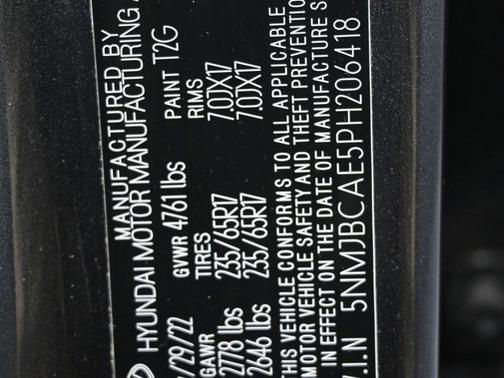 MANUFACTURED BY
HYUNDAI MOTOR MANUFACTURING
/29/22 GVWR 4761 lbs PAINT T2G
GAWR TIRES RIMS
2778 lbs 235/65R17 7.0JX17
2646 lbs 235/65R17 7.0JX17
THIS VEHICLE CONFORMS TO ALL APPLICABLE
MOTOR VEHICLE SAFETY AND THEFT PREVENTIO
IN EFFECT ON THE DATE OF MANUFACTURE S
V.I.N 5NMJBCAE5PH206418